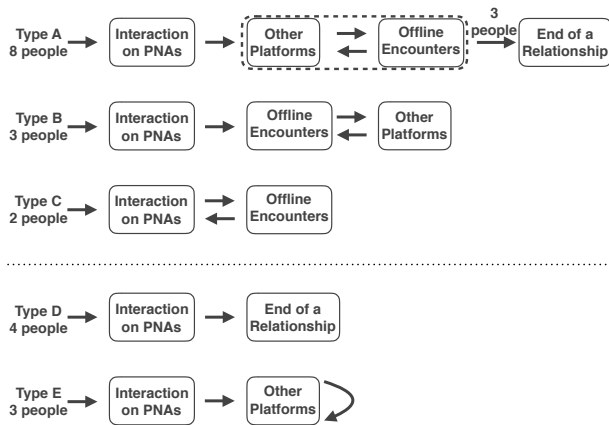 Type A
8 people
Interaction
on PNAs
Other
Platforms
Offline
Encounters
3
people
End of a
Relationship
Type B
3 people
Interaction
on PNAs
Offline
Encounters
Other
Platforms
Type C
2 people
Interaction
on PNAs
Offline
Encounters
Type D
4 people
Interaction
on PNAs
End of a
Relationship
Type E
3 people
Interaction
on PNAs
Other
Platforms